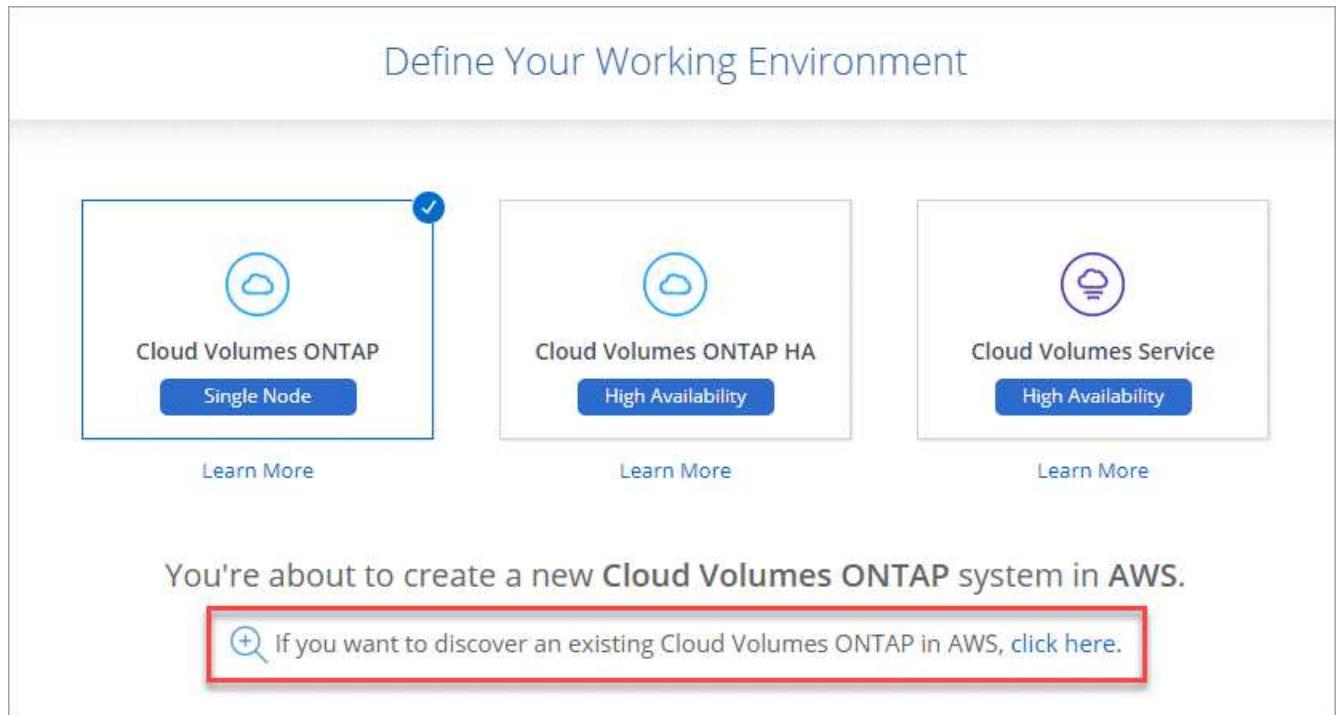 Define Your Working Environment
Cloud Volumes ONTAP
Single Node
Learn More
Cloud Volumes ONTAP HA
High Availability
Learn More
Cloud Volumes Service
High Availability
Learn More
You're about to create a new Cloud Volumes ONTAP system in AWS.
If you want to discover an existing Cloud Volumes ONTAP in AWS, click here.